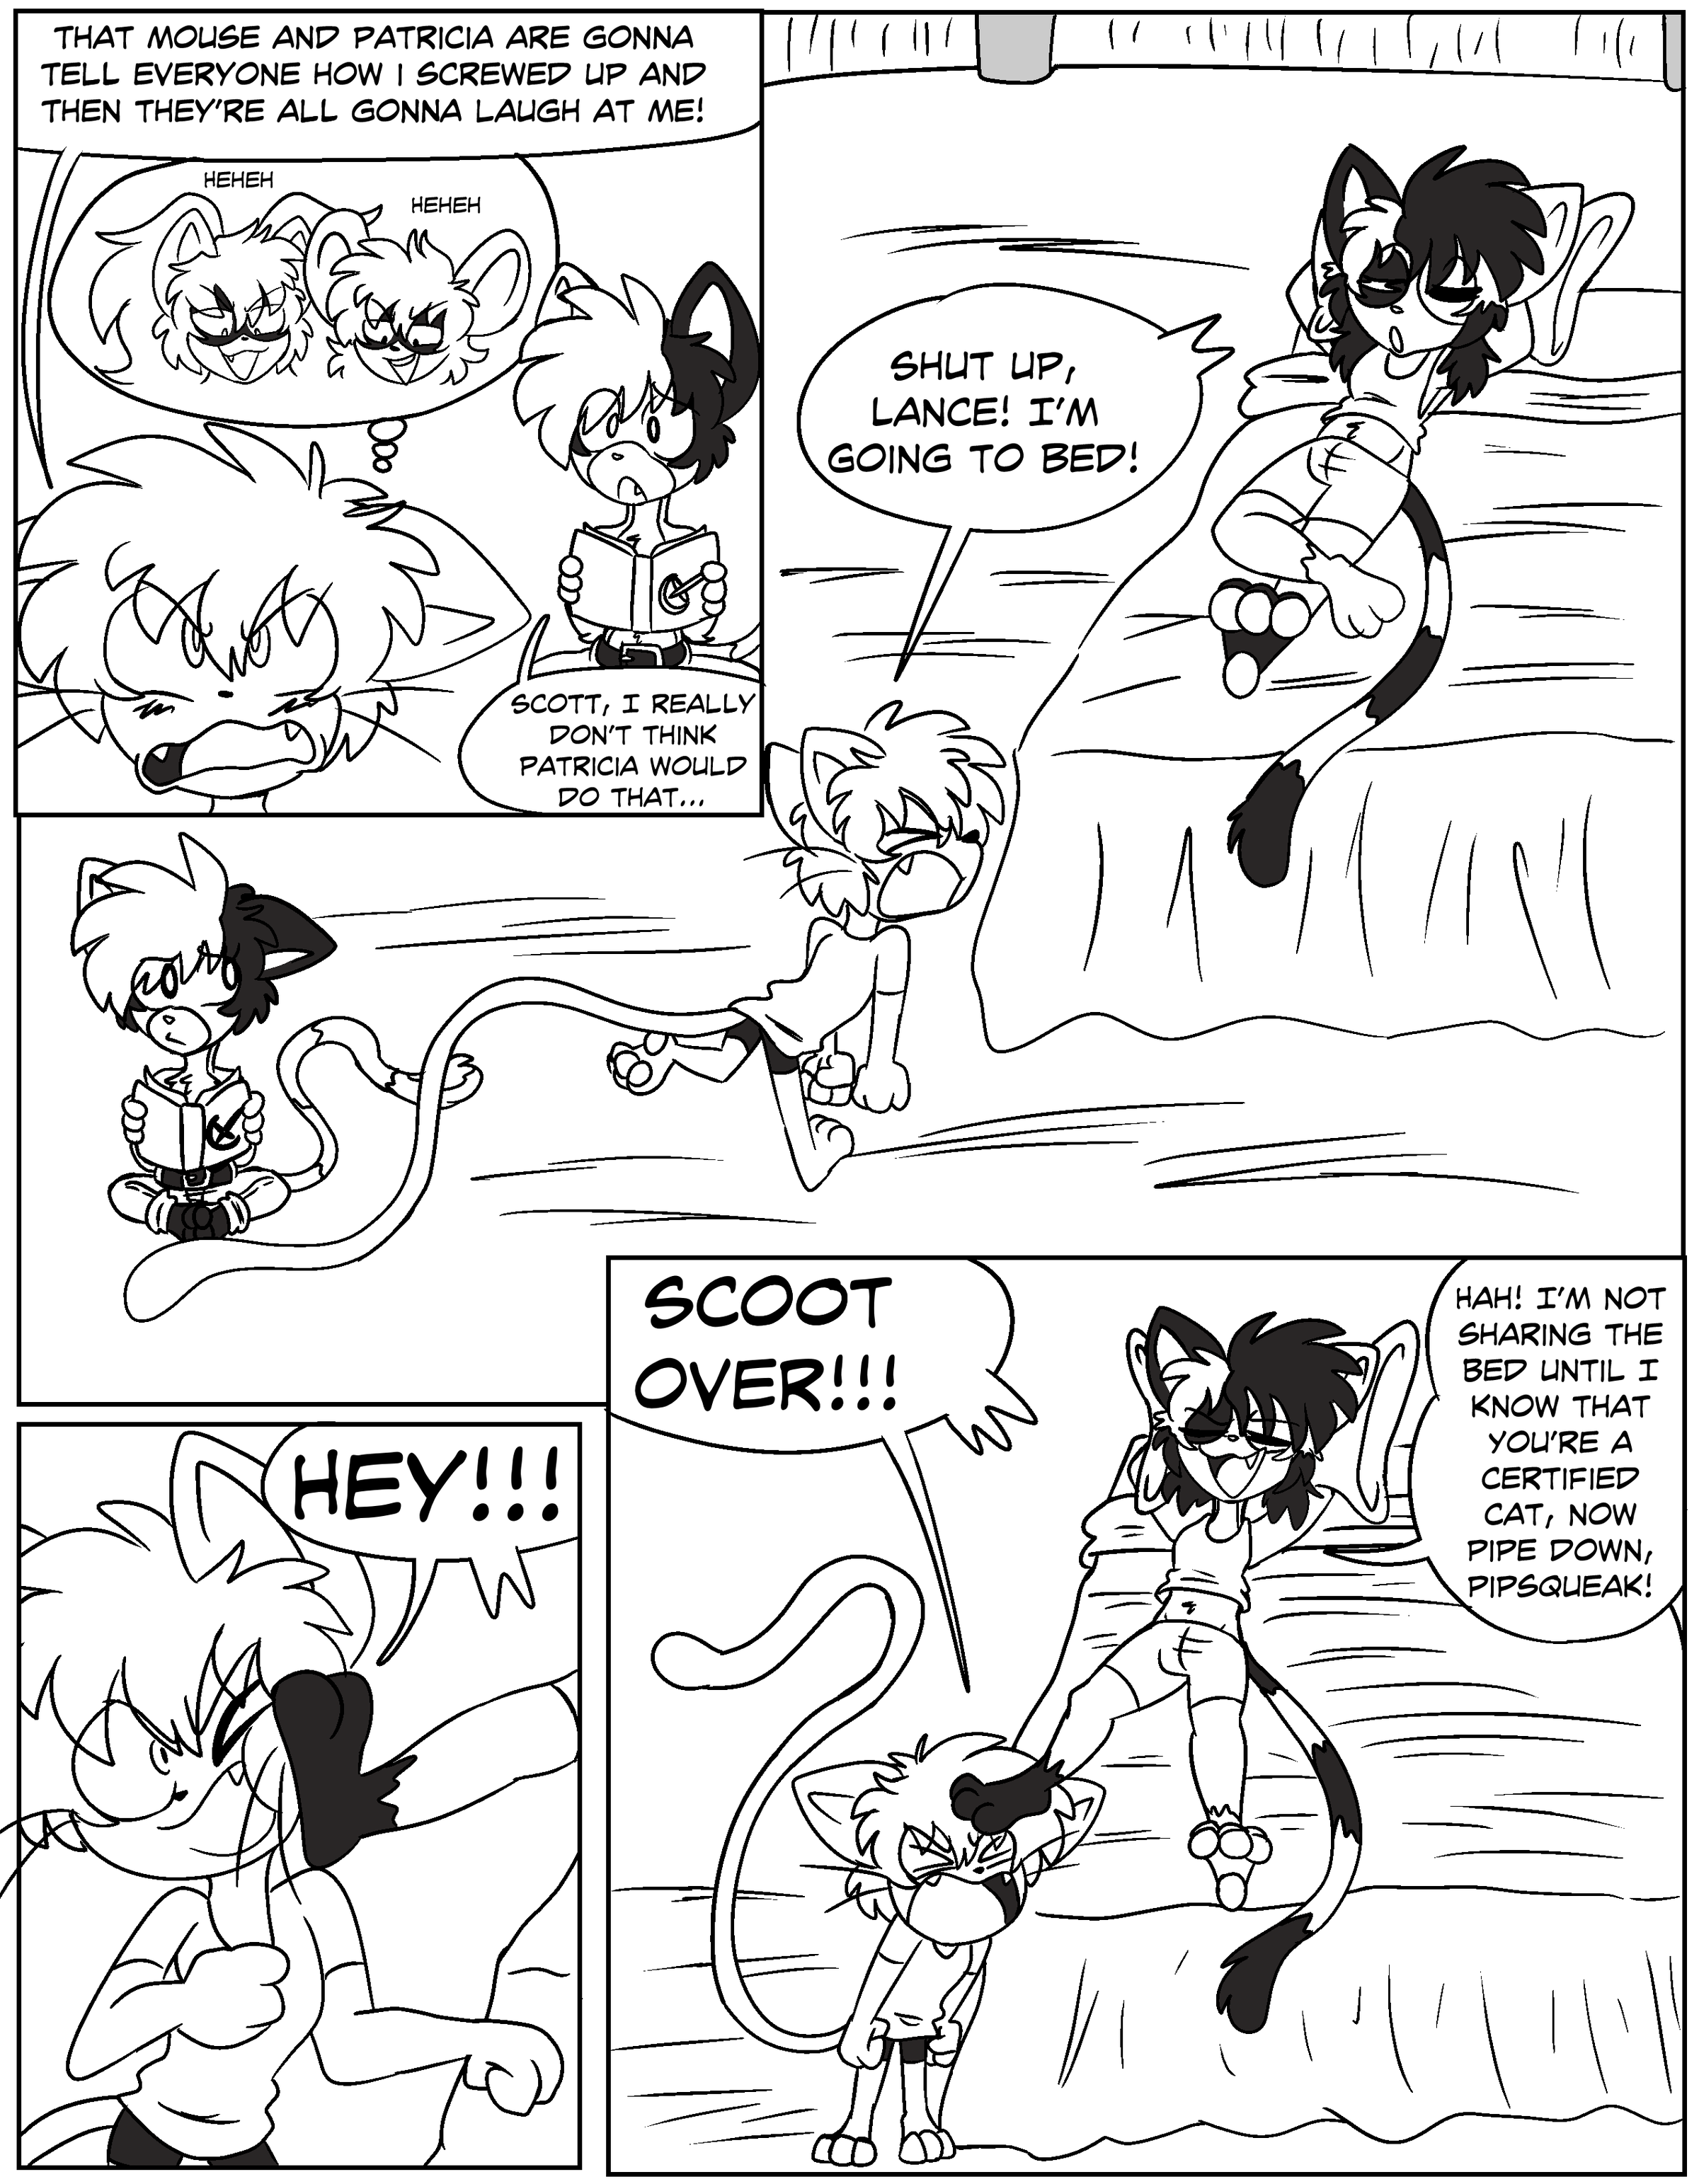 THAT MOUSE AND PATRICIA ARE GONNA
TELL EVERYONE HOW I SCREWED UP AND
THEN THEY'RE ALL GONNA LAUGH AT ME!
HEHEH
HEHEH
SCOTT, I REALLY
DON'T THINK
PATRICIA WOULD
DO THAT...
SHUT UP,
LANCE! I'M
GOING TO BED!
HEY!!!
SCOOT
OVER!!!
HAH! I'M NOT
SHARING THE
BED UNTIL I
KNOW THAT
YOU'RE A
CERTIFIED
CAT, NOW
PIPE DOWN,
PIPSQUEAK!